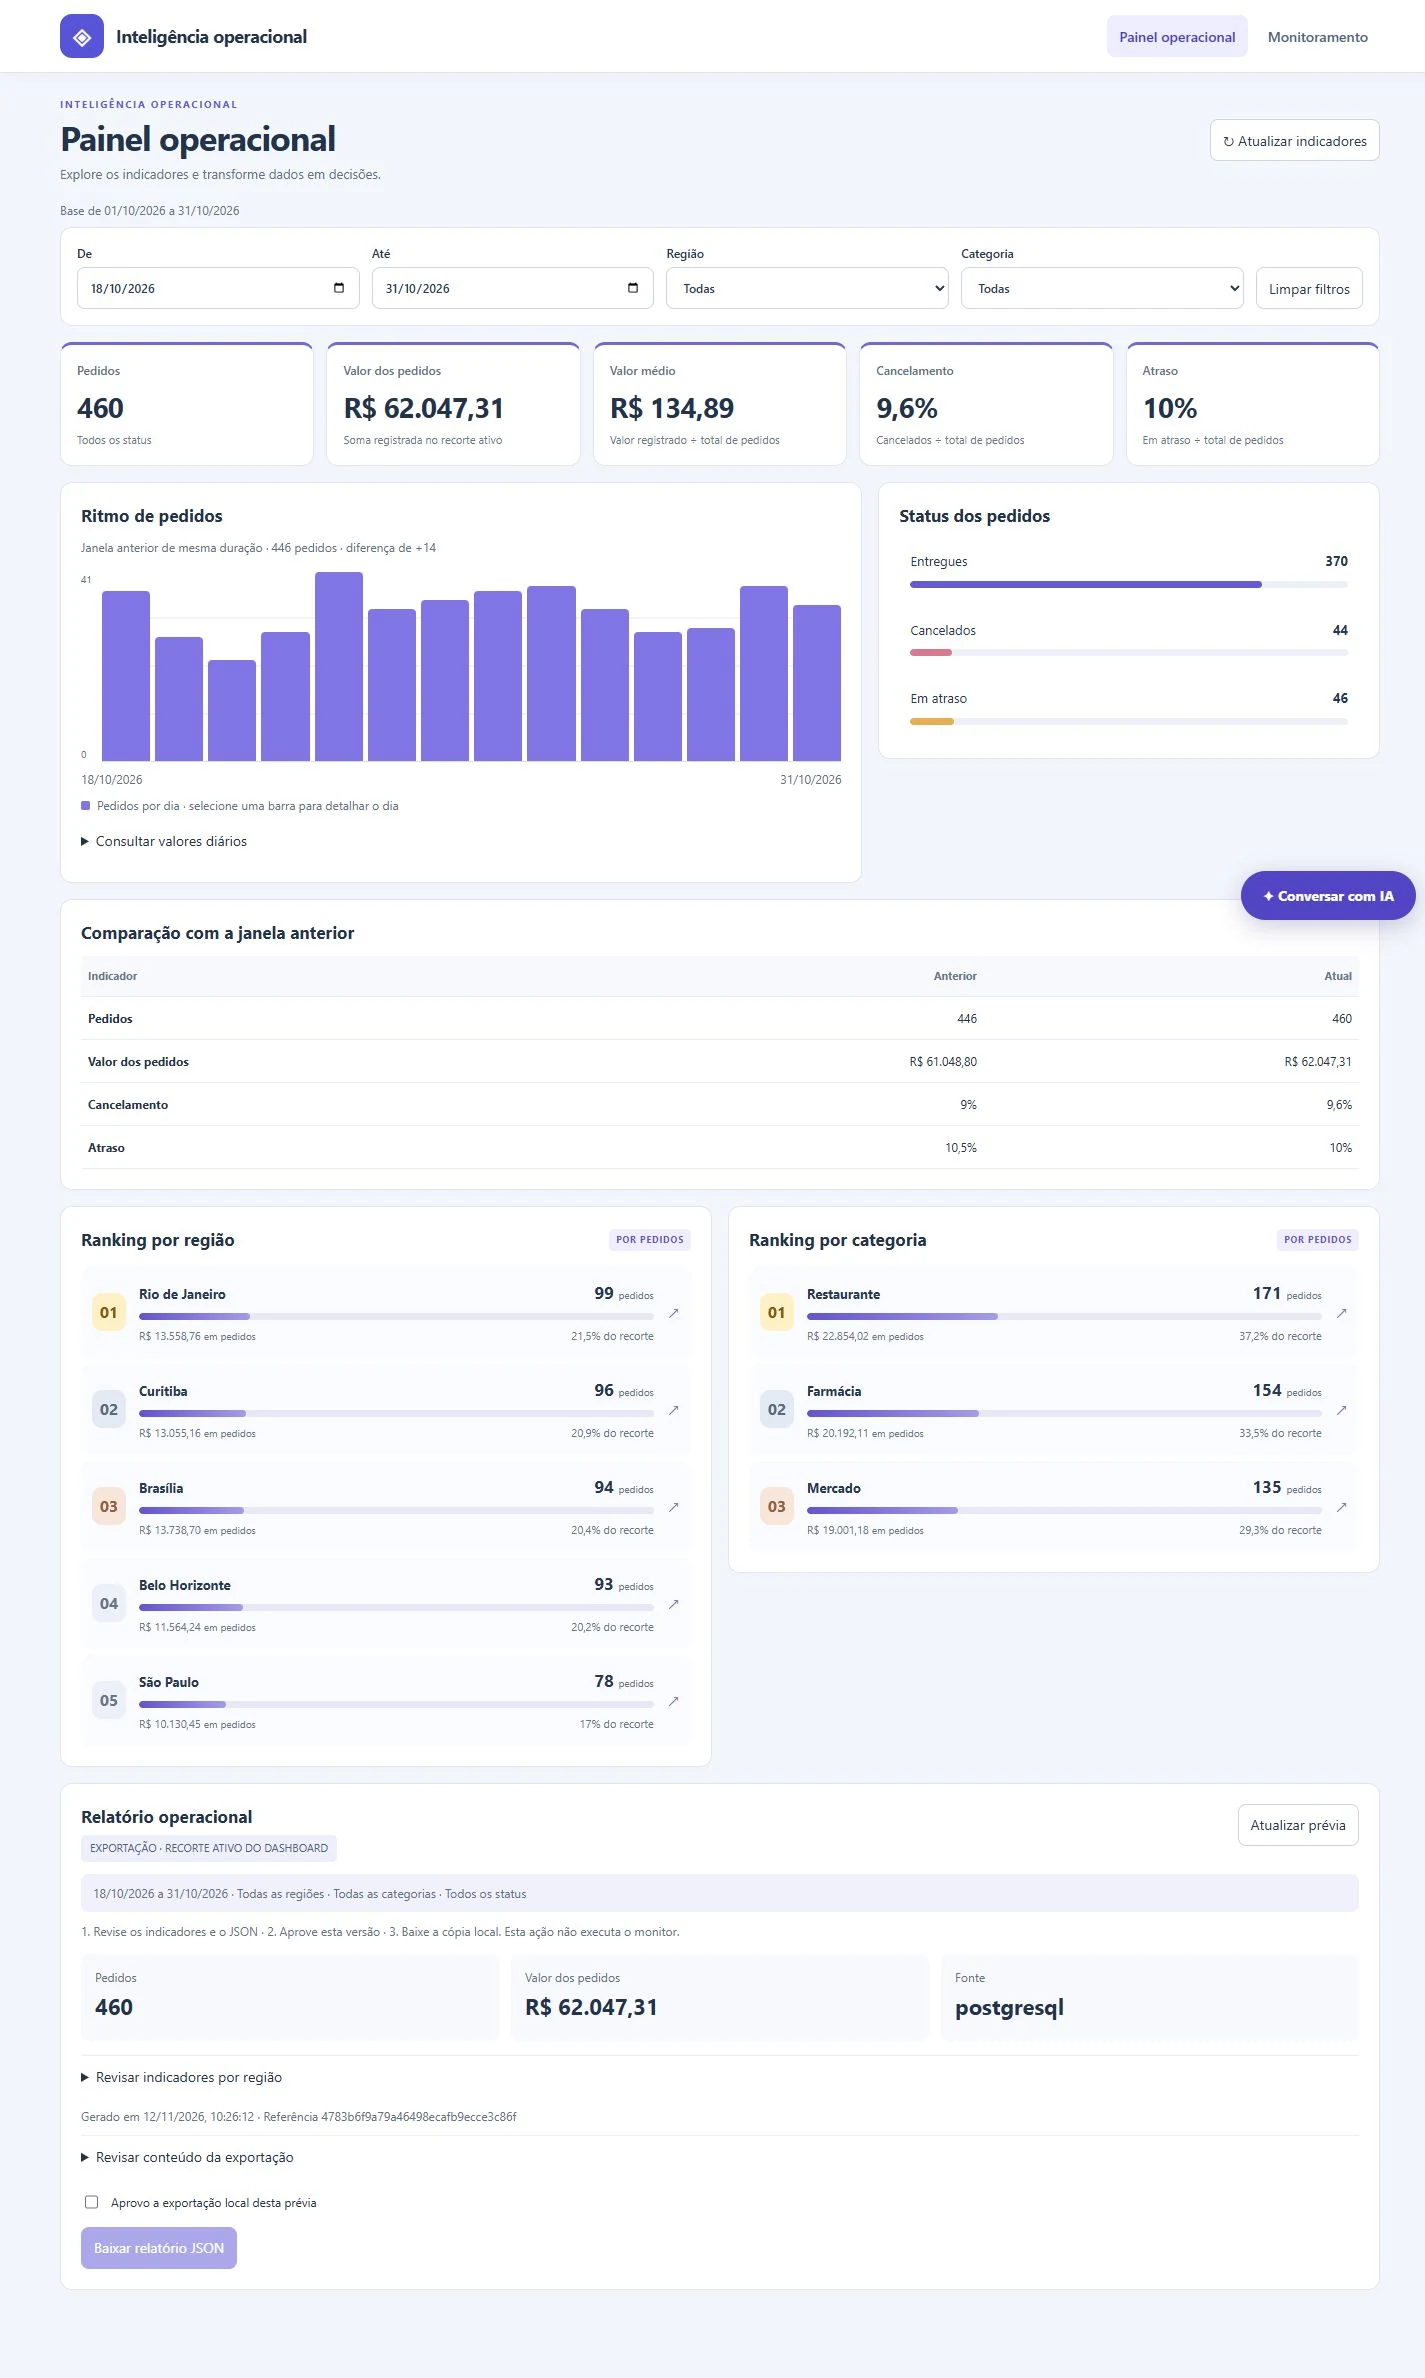 Inteligência operacional
Painel operacional
Monitoramento
INTELIGÊNCIA OPERACIONAL
Painel operacional
↻ Atualizar indicadores
Explore os indicadores e transforme dados em decisões.
Base de 01/10/2026 a 31/10/2026
De
Até
Região
Categoria
18/10/2026
31/10/2026
Todas
Todas
Limpar filtros
Pedidos
460
Todos os status
Valor dos pedidos
R$ 62.047,31
Soma registrada no recorte ativo
Valor médio
R$ 134,89
Valor registrado ÷ total de pedidos
Cancelamento
9,6%
Cancelados ÷ total de pedidos
Atraso
10%
Em atraso ÷ total de pedidos
Ritmo de pedidos
Janela anterior de mesma duração · 446 pedidos · diferença de +14
41
0
18/10/2026
31/10/2026
Pedidos por dia · selecione uma barra para detalhar o dia
▶ Consultar valores diários
Status dos pedidos
Entregues 370
Cancelados 44
Em atraso 46
✦ Conversar com IA
Comparação com a janela anterior
Indicador Anterior Atual
Pedidos 446 460
Valor dos pedidos R$ 61.048,80 R$ 62.047,31
Cancelamento 9% 9,6%
Atraso 10,5% 10%
Ranking por região
POR PEDIDOS
01 Rio de Janeiro 99 pedidos ↗
R$ 13.558,76 em pedidos 21,5% do recorte
02 Curitiba 96 pedidos ↗
R$ 13.055,16 em pedidos 20,9% do recorte
03 Brasília 94 pedidos ↗
R$ 13.738,70 em pedidos 20,4% do recorte
04 Belo Horizonte 93 pedidos ↗
R$ 11.564,24 em pedidos 20,2% do recorte
05 São Paulo 78 pedidos ↗
R$ 10.130,45 em pedidos 17% do recorte
Ranking por categoria
POR PEDIDOS
01 Restaurante 171 pedidos ↗
R$ 22.854,02 em pedidos 37,2% do recorte
02 Farmácia 154 pedidos ↗
R$ 20.192,11 em pedidos 33,5% do recorte
03 Mercado 135 pedidos ↗
R$ 19.001,18 em pedidos 29,3% do recorte
Relatório operacional
Atualizar prévia
EXPORTAÇÃO · RECORTE ATIVO DO DASHBOARD
18/10/2026 a 31/10/2026 · Todas as regiões · Todas as categorias · Todos os status
1. Revise os indicadores e o JSON · 2. Aprove esta versão · 3. Baixe a cópia local. Esta ação não executa o monitor.
Pedidos
460
Valor dos pedidos
R$ 62.047,31
Fonte
postgresql
▶ Revisar indicadores por região
Gerado em 12/11/2026, 10:26:12 · Referência 4783b6f9a79a46498ecafb9ecce3c86f
▶ Revisar conteúdo da exportação
Aprovo a exportação local desta prévia
Baixar relatório JSON